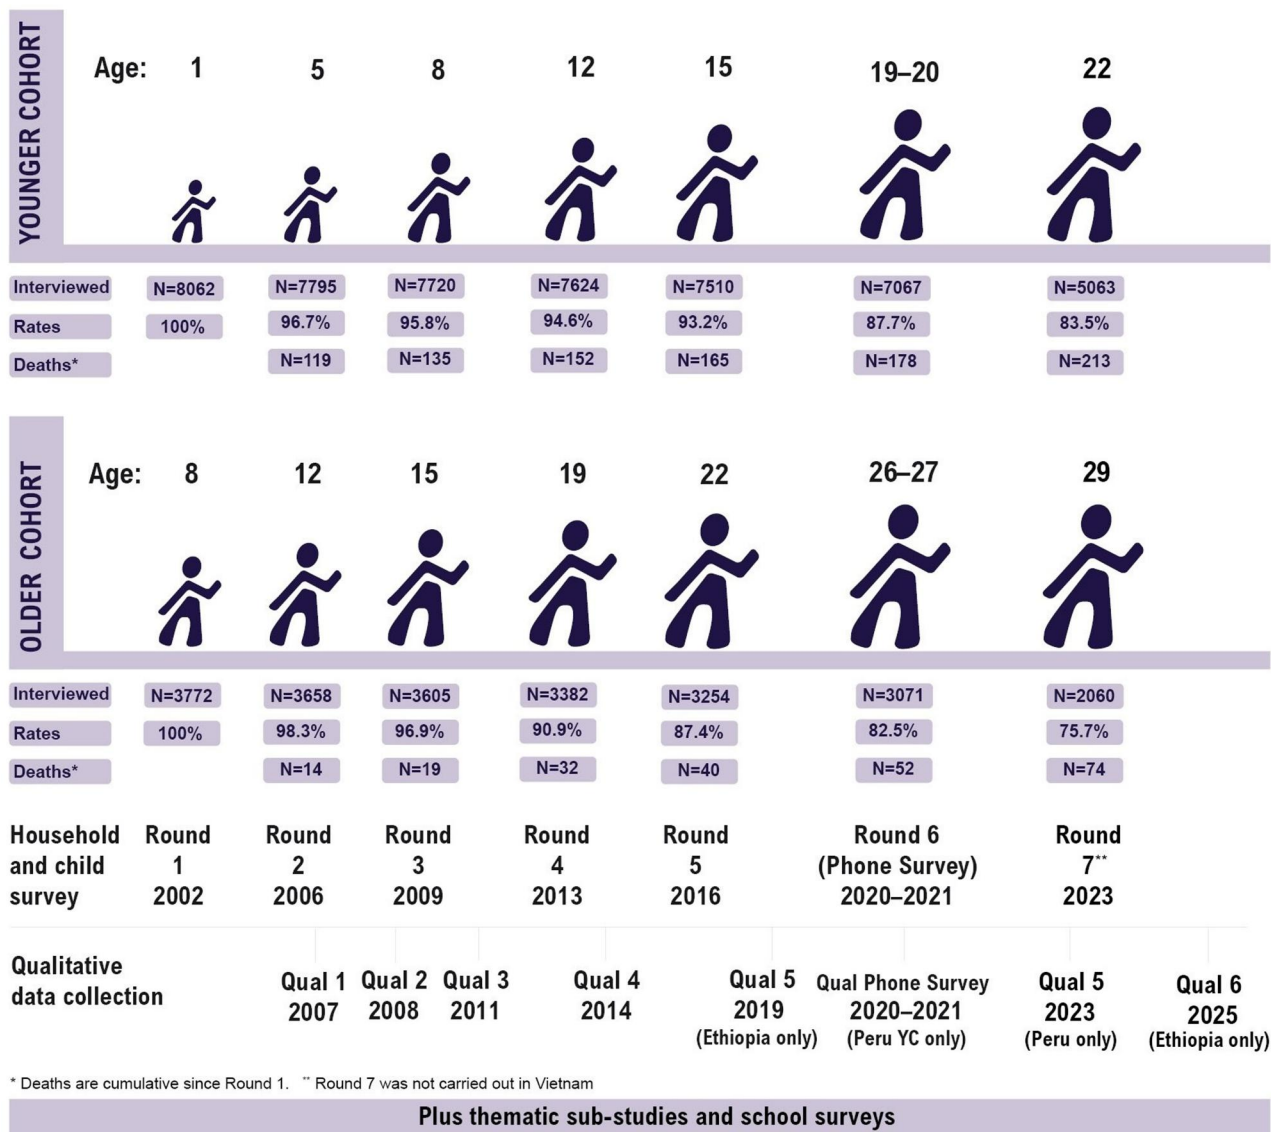 YOUNGER COHORT
Age: 1 5 8 12 15 19–20 22
Interviewed N=8062 N=7795 N=7720 N=7624 N=7510 N=7067 N=5063
Rates 100% 96.7% 95.8% 94.6% 93.2% 87.7% 83.5%
Deaths* N=119 N=135 N=152 N=165 N=178 N=213
OLDER COHORT
Age: 8 12 15 19 22 26–27 29
Interviewed N=3772 N=3658 N=3605 N=3382 N=3254 N=3071 N=2060
Rates 100% 98.3% 96.9% 90.9% 87.4% 82.5% 75.7%
Deaths* N=14 N=19 N=32 N=40 N=52 N=74
Household Round Round Round Round Round Round 6 Round
and child 1 2 3 4 5 (Phone Survey) 7**
survey 2002 2006 2009 2013 2016 2020–2021 2023
Qualitative
data collection
Qual 1 Qual 2 Qual 3 Qual 4 Qual 5 Qual Phone Survey Qual 5 Qual 6
2007 2008 2011 2014 2019 2020–2021 2023 2025
(Ethiopia only) (Peru YC only) (Peru only) (Ethiopia only)
* Deaths are cumulative since Round 1. ** Round 7 was not carried out in Vietnam
Plus thematic sub-studies and school surveys